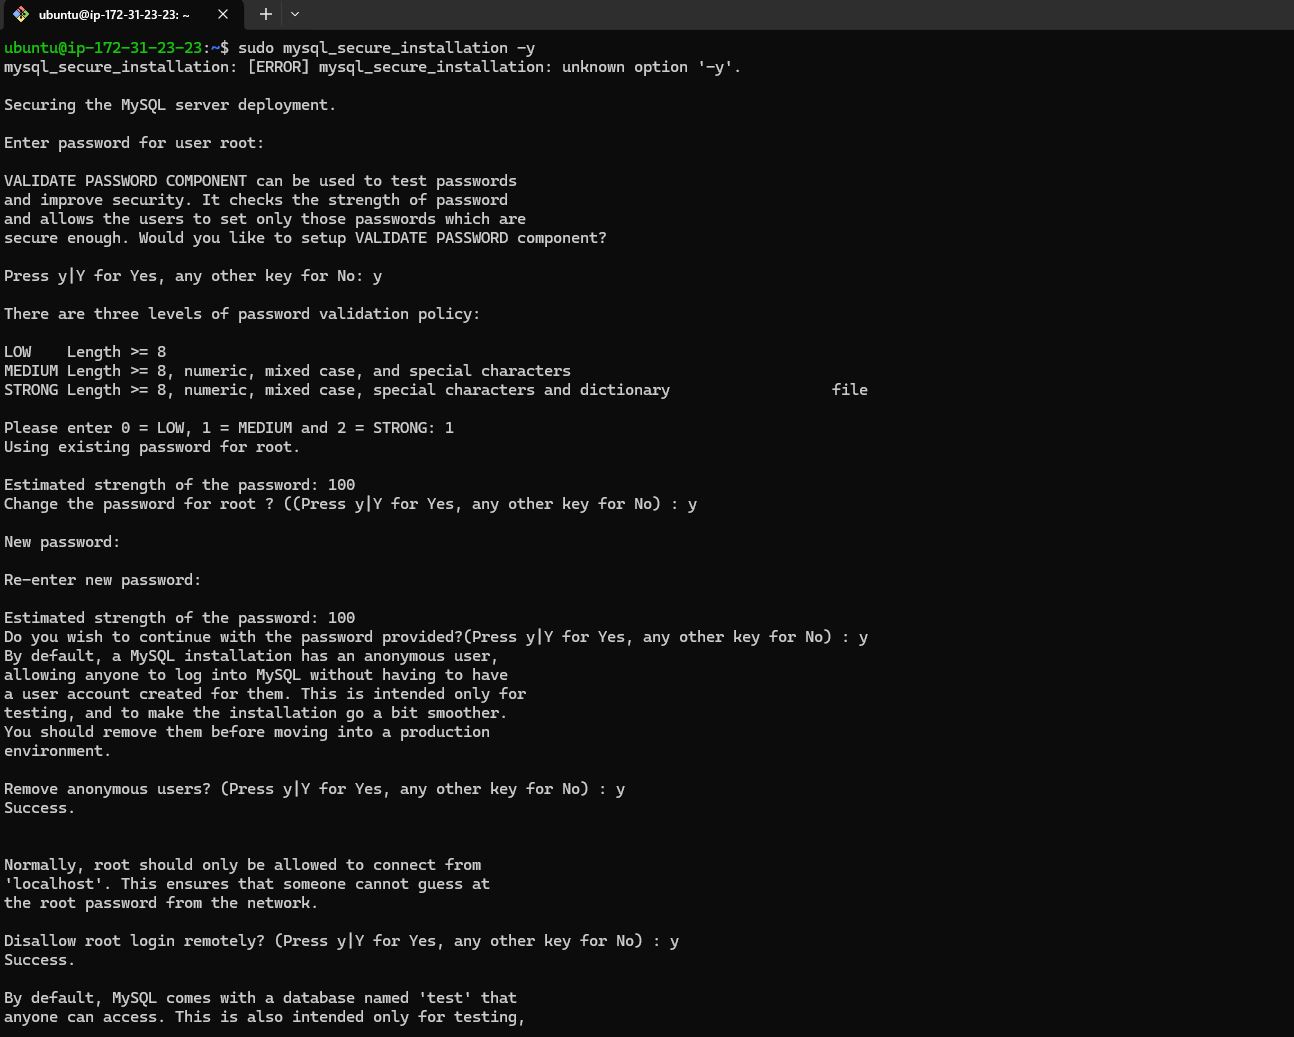 ubuntu@ip-172-31-23-23: ~
ubuntu@ip-172-31-23-23:~$ sudo mysql_secure_installation -y
mysql_secure_installation: [ERROR] mysql_secure_installation: unknown option '-y'.
Securing the MySQL server deployment.
Enter password for user root:
VALIDATE PASSWORD COMPONENT can be used to test passwords
and improve security. It checks the strength of password
and allows the users to set only those passwords which are
secure enough. Would you like to setup VALIDATE PASSWORD component?
Press y|Y for Yes, any other key for No: y
There are three levels of password validation policy:
LOW    Length >= 8
MEDIUM Length >= 8, numeric, mixed case, and special characters
STRONG Length >= 8, numeric, mixed case, special characters and dictionary                  file
Please enter 0 = LOW, 1 = MEDIUM and 2 = STRONG: 1
Using existing password for root.
Estimated strength of the password: 100
Change the password for root ? ((Press y|Y for Yes, any other key for No) : y
New password:
Re-enter new password:
Estimated strength of the password: 100
Do you wish to continue with the password provided?(Press y|Y for Yes, any other key for No) : y
By default, a MySQL installation has an anonymous user,
allowing anyone to log into MySQL without having to have
a user account created for them. This is intended only for
testing, and to make the installation go a bit smoother.
You should remove them before moving into a production
environment.
Remove anonymous users? (Press y|Y for Yes, any other key for No) : y
Success.
Normally, root should only be allowed to connect from
'localhost'. This ensures that someone cannot guess at
the root password from the network.
Disallow root login remotely? (Press y|Y for Yes, any other key for No) : y
Success.
By default, MySQL comes with a database named 'test' that
anyone can access. This is also intended only for testing,